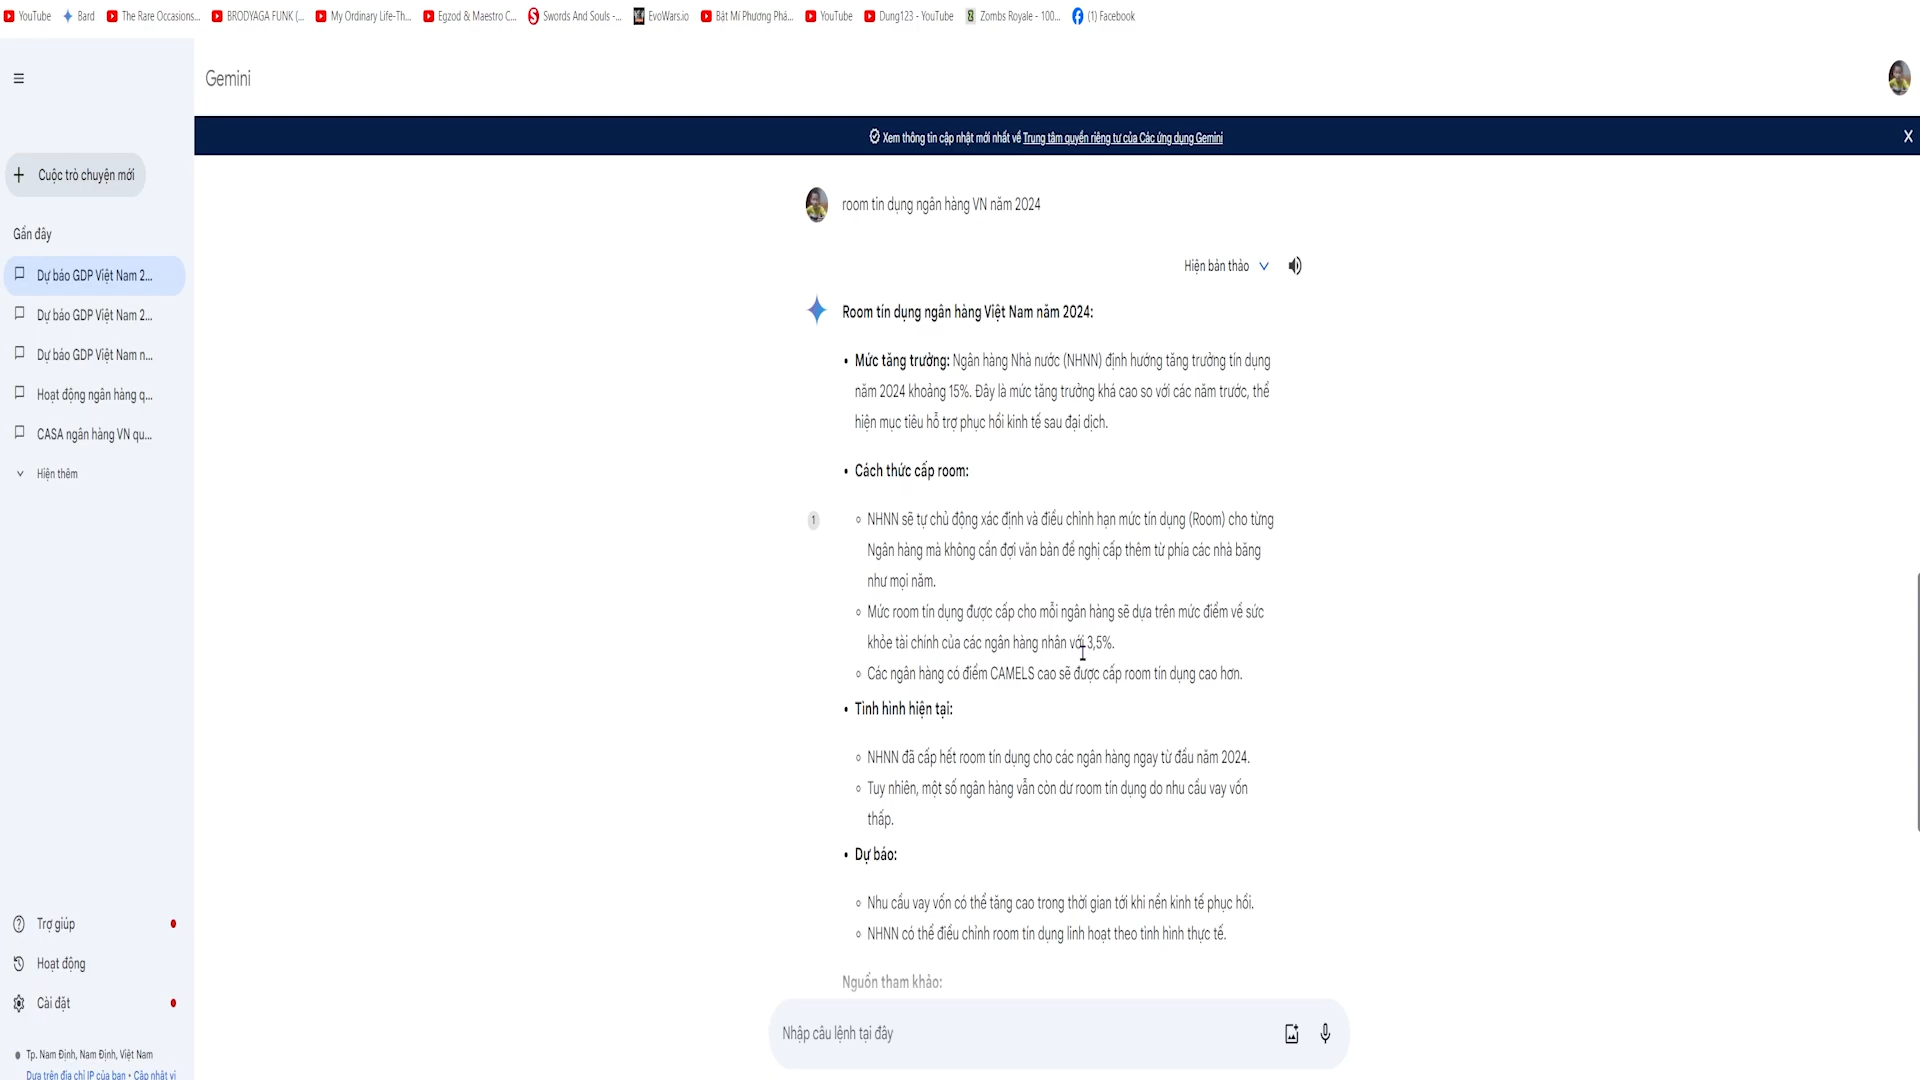 YouTube Bard The Rare Occasions... BRODYAGA FUNK (... My Ordinary Life-Th... Egzod & Maestro C... Swords And Souls -... EvoWars.io Bật Mí Phương Phá... YouTube Dung123 - YouTube Zombs Royale - 100... (1) Facebook
Gemini
Xem thông tin cập nhật mới nhất về Trung tâm quyền riêng tư của Các ứng dụng Gemini X
Cuộc trò chuyện mới
Gần đây
Dự báo GDP Việt Nam 2...
Dự báo GDP Việt Nam 2...
Dự báo GDP Việt Nam n...
Hoạt động ngân hàng q...
CASA ngân hàng VN qu...
Hiện thêm
Trợ giúp
Hoạt động
Cài đặt
Tp. Nam Định, Nam Định, Việt Nam
Dựa trên địa chỉ IP của bạn • Cập nhật vị
room tin dụng ngân hàng VN năm 2024
Hiện bản thảo
Room tín dụng ngân hàng Việt Nam năm 2024:
• Mức tăng trưởng: Ngân hàng Nhà nước (NHNN) định hướng tăng trưởng tín dụng
năm 2024 khoảng 15%. Đây là mức tăng trưởng khá cao so với các năm trước, thể
hiện mục tiêu hỗ trợ phục hồi kinh tế sau đại dịch.
• Cách thức cấp room:
1
NHNN sẽ tự chủ động xác định và điều chỉnh hạn mức tín dụng (Room) cho từng
Ngân hàng mà không cần đợi văn bản đề nghị cấp thêm từ phía các nhà băng
như mọi năm.
Mức room tín dụng được cấp cho mỗi ngân hàng sẽ dựa trên mức điểm về sức
khỏe tài chính của các ngân hàng nhân với 3,5%.
Các ngân hàng có điểm CAMELS cao sẽ được cấp room tín dụng cao hơn.
• Tình hình hiện tại:
NHNN đã cấp hết room tín dụng cho các ngân hàng ngay từ đầu năm 2024.
Tuy nhiên, một số ngân hàng vẫn còn dư room tín dụng do nhu cầu vay vốn
thấp.
• Dự báo:
Nhu cầu vay vốn có thể tăng cao trong thời gian tới khi nền kinh tế phục hồi.
NHNN có thể điều chỉnh room tín dụng linh hoạt theo tình hình thực tế.
Nguồn tham khảo:
Nhập câu lệnh tại đây